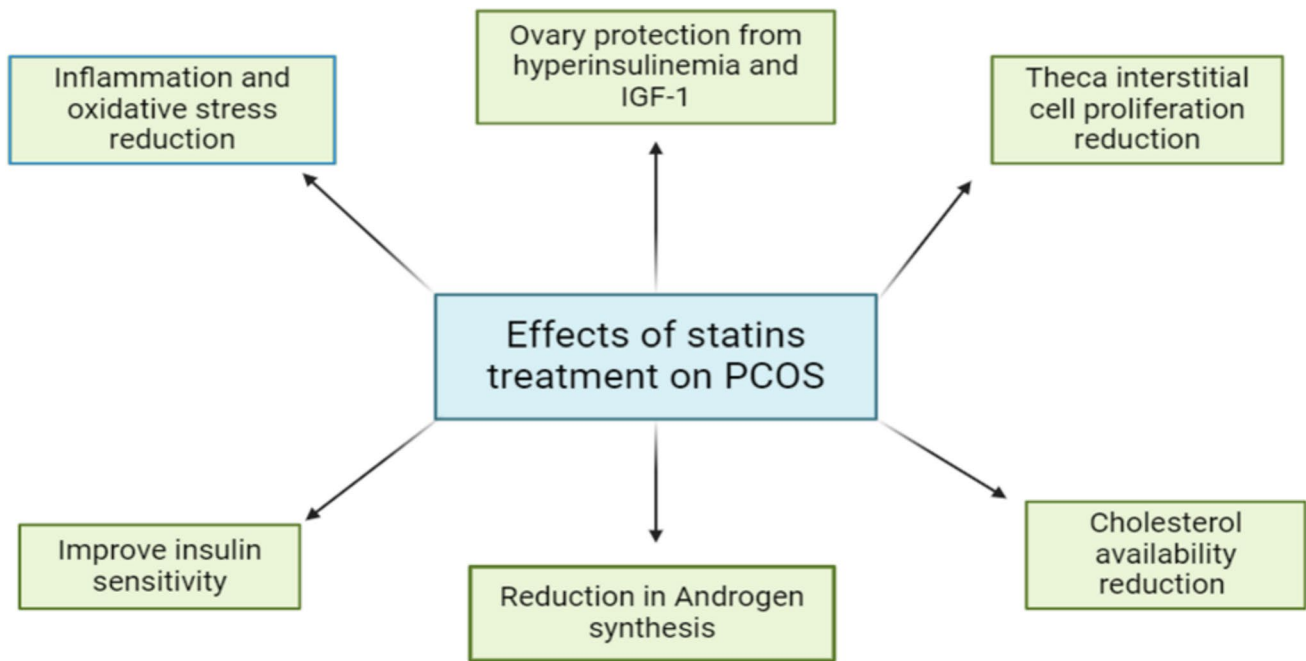 Ovary protection from
hyperinsulinemia and
IGF-1
Inflammation and
oxidative stress
reduction
Theca interstitial
cell proliferation
reduction
Effects of statins
treatment on PCOS
Improve insulin
sensitivity
Reduction in Androgen
synthesis
Cholesterol
availability
reduction